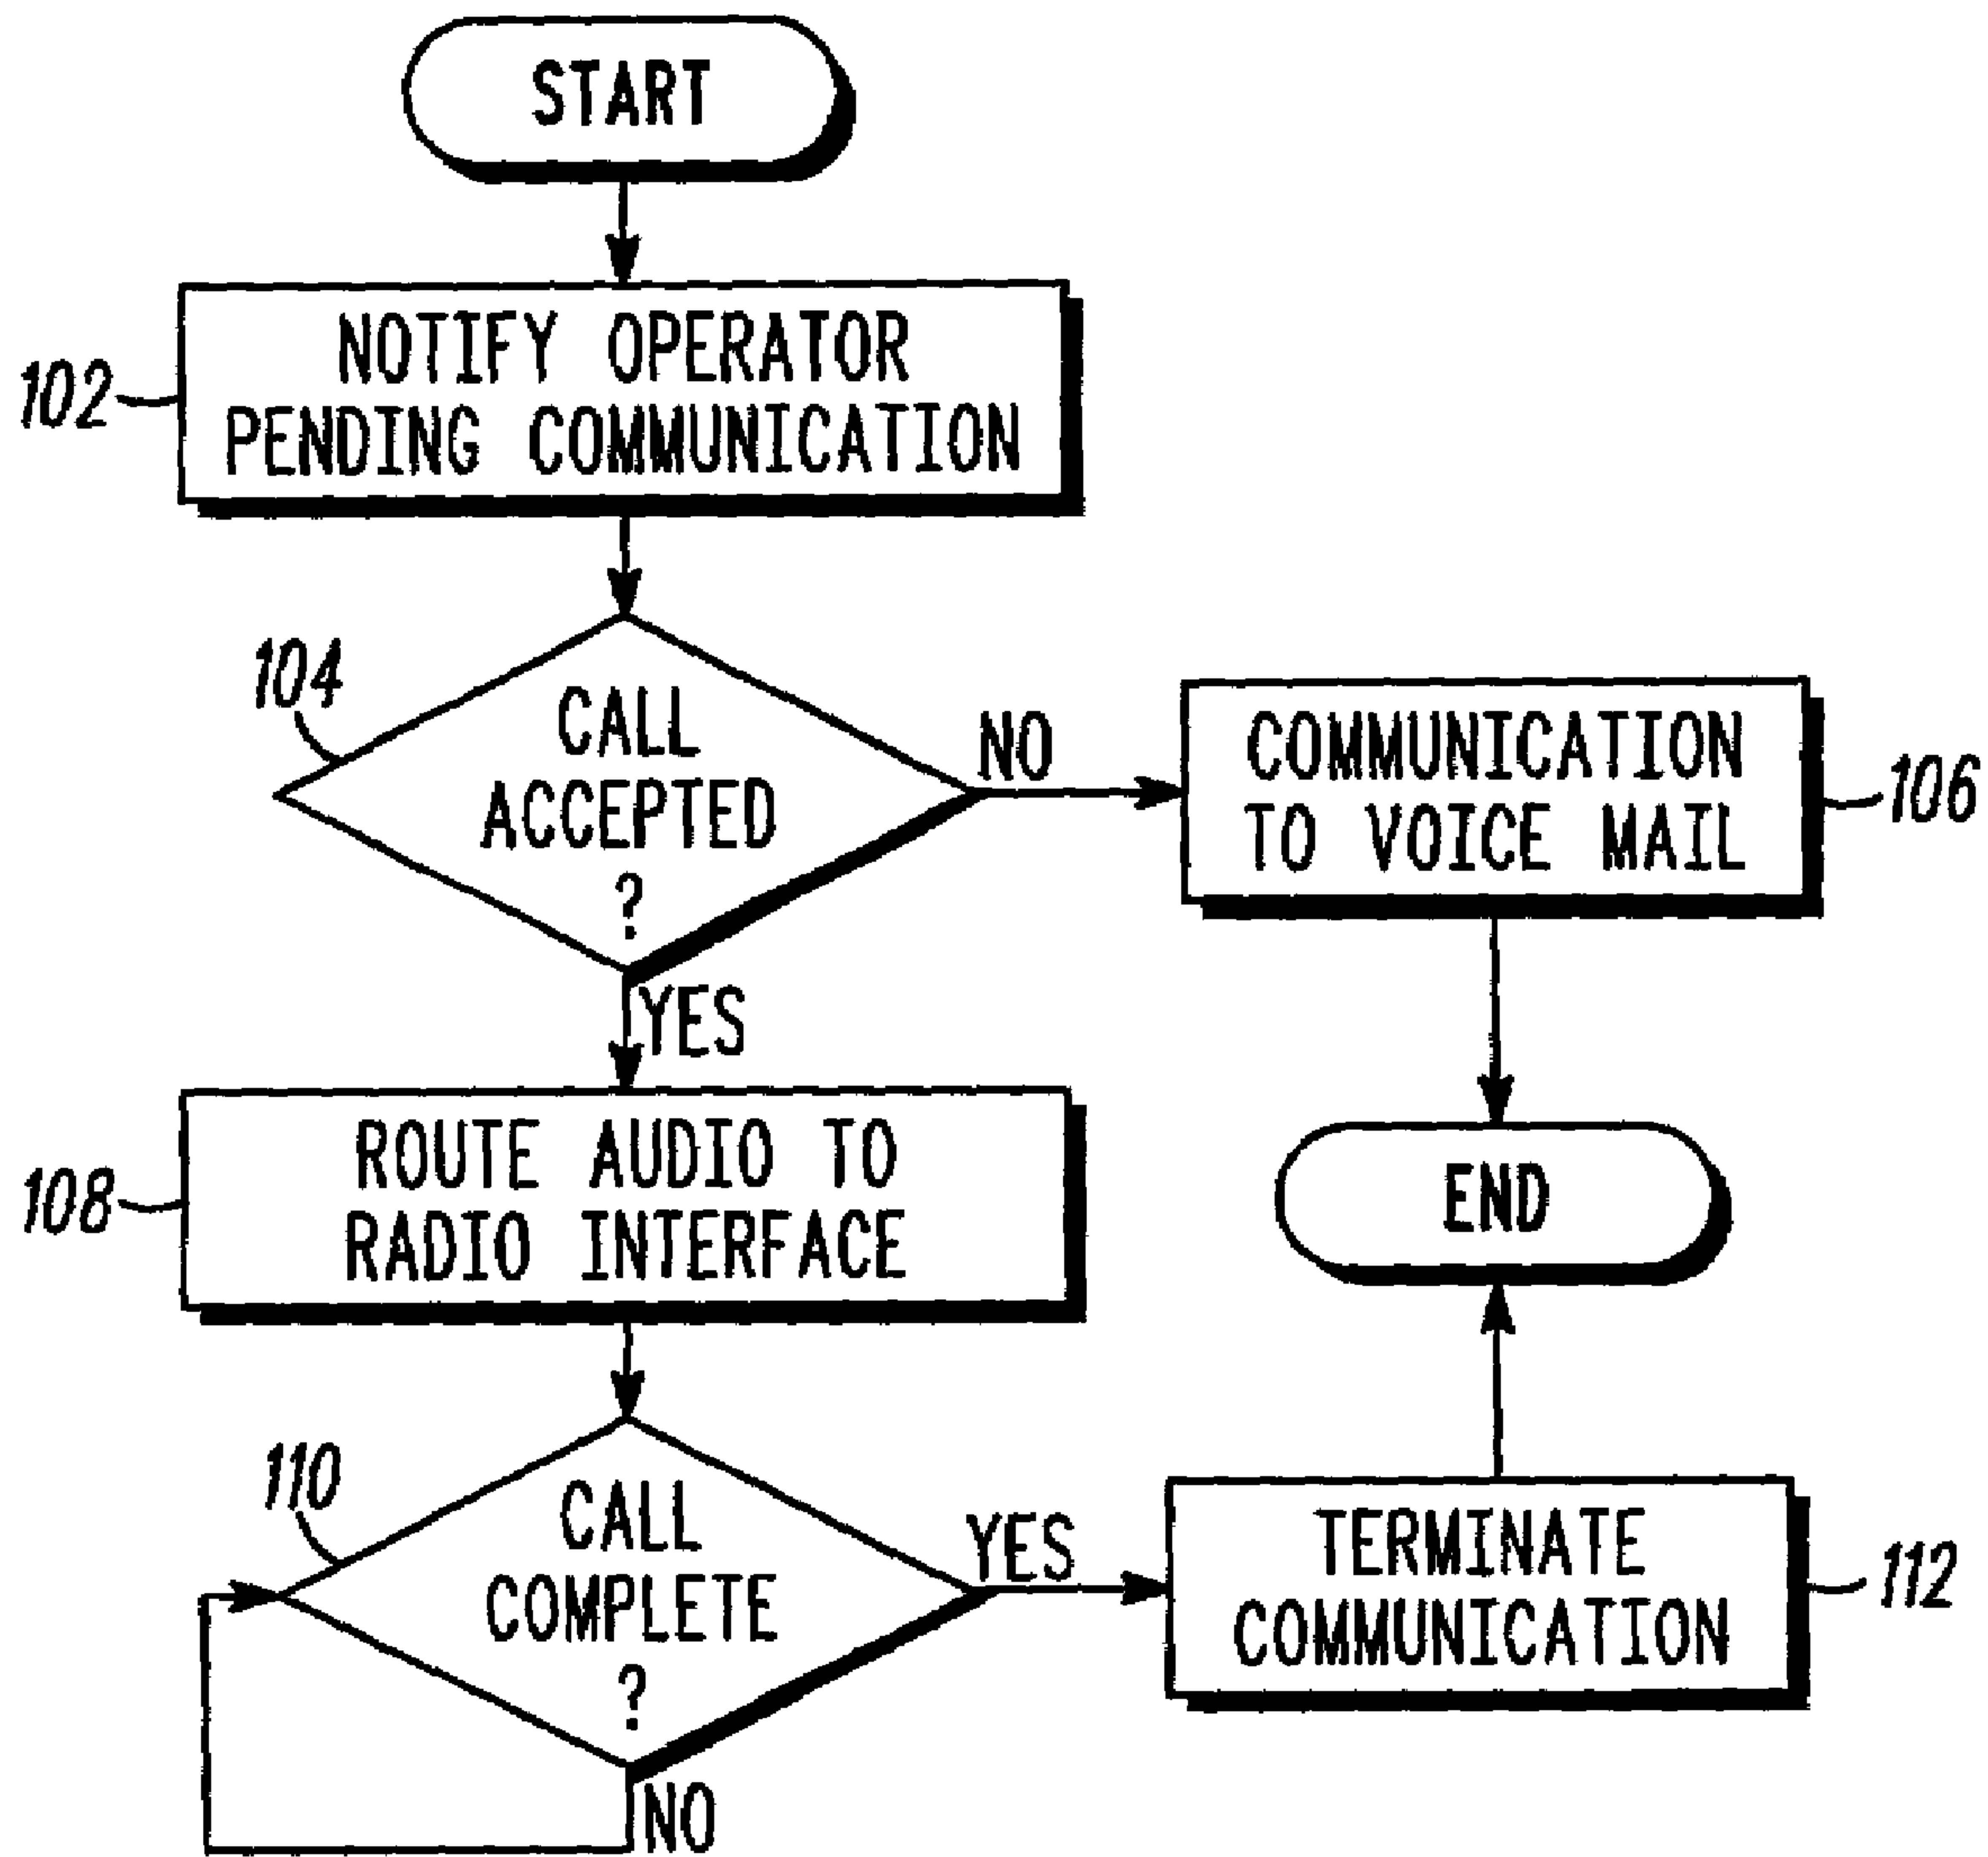 START
102
NOTIFY OPERATOR
PENDING COMMUNICATION
104
CALL
ACCEPTED
?
NO
COMMUNICATION
TO VOICE MAIL
106
YES
108
ROUTE AUDIO TO
RADIO INTERFACE
END
110
CALL
COMPLETE
?
YES
TERMINATE
COMMUNICATION
112
NO